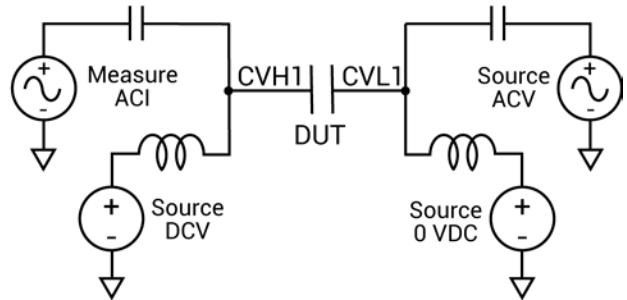 Measure
ACI
CVH1
CVL1
Source
ACV
DUT
Source
DCV
Source
0 VDC